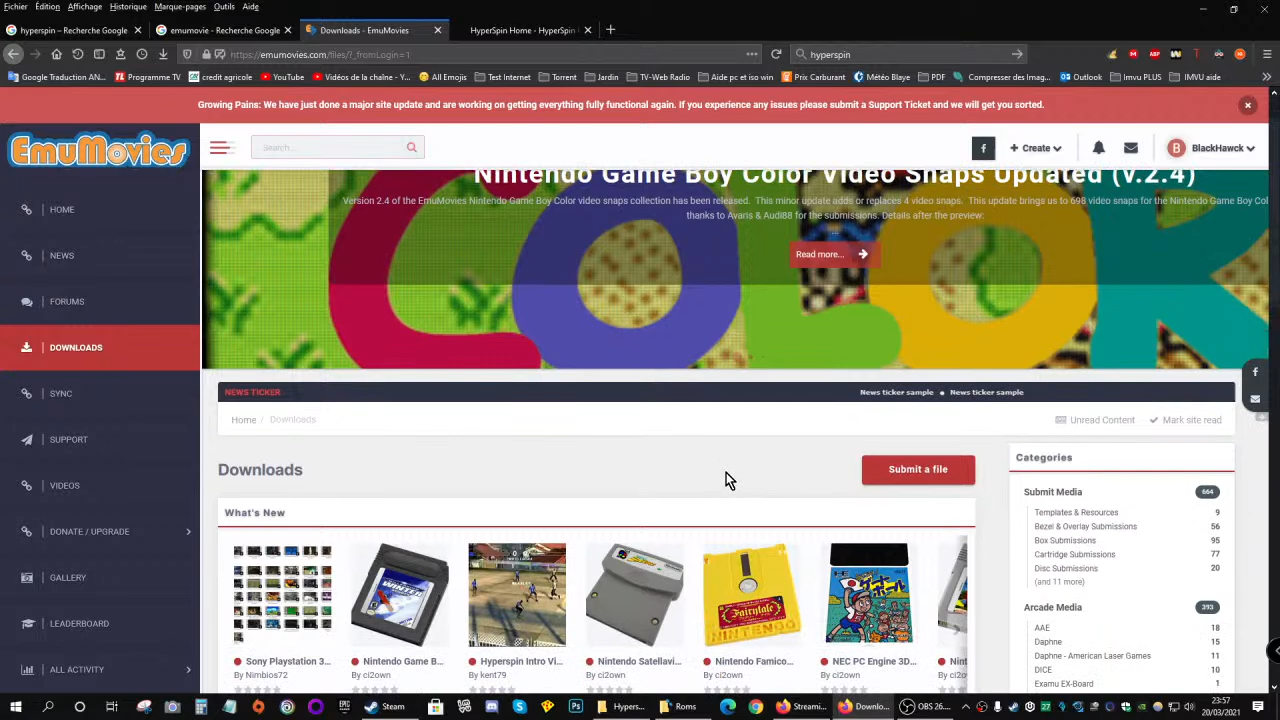 Fichier Édition Affichage Historique Marque-pages Outils Aide
hyperspin – Recherche Google
emumovie - Recherche Google
Downloads - EmuMovies
HyperSpin Home - HyperSpin
https://emumovies.com/files/?_fromLogin=1
hyperspin
Google Traduction AN... Programme TV credit agricole YouTube Vidéos de la chaîne - Y... All Emojis Test Internet Torrent Jardin TV-Web Radio Aide pc et iso win Prix Carburant Météo Blaye PDF Compresser des Imag... Outlook Imvu PLUS IMVU aide
Growing Pains: We have just done a major site update and are working on getting everything fully functional again. If you experience any issues please submit a Support Ticket and we will get you sorted.
EmuMovies
Search...
Create
B BlackHawck
HOME
NEWS
FORUMS
DOWNLOADS
SYNC
SUPPORT
VIDEOS
DONATE / UPGRADE
GALLERY
LEADERBOARD
ALL ACTIVITY
Nintendo Game Boy Color Video Snaps Updated (v.2.4)
Version 2.4 of the EmuMovies Nintendo Game Boy Color video snaps collection has been released. This minor update adds or replaces 4 video snaps. This update brings us to 698 video snaps for the Nintendo Game Boy Col
thanks to Avaris & Audi88 for the submissions. Details after the preview:
...
Read more...
COLOR
NEWS TICKER
News ticker sample • News ticker sample
Home / Downloads
Unread Content Mark site read
Downloads
Submit a file
What's New
Sony Playstation 3...
By Nimbios72
Nintendo Game B...
By ci2own
Hyperspin Intro Vi...
By kent79
Nintendo Satellavi...
By ci2own
Fairytale
NINTENDO
Nintendo Famico...
By ci2own
NEC PC Engine 3D...
By ci2own
Nint
By ci
Categories
Submit Media 664
Templates & Resources 9
Bezel & Overlay Submissions 56
Box Submissions 95
Cartridge Submissions 77
Disc Submissions 20
(and 11 more)
Arcade Media 393
AAE 18
Daphne 15
Daphne - American Laser Games 11
DICE 10
Examu EX-Board 1
Steam
Hypers...
Roms
Streami...
Downlo...
OBS 26....
23:57
20/03/2021